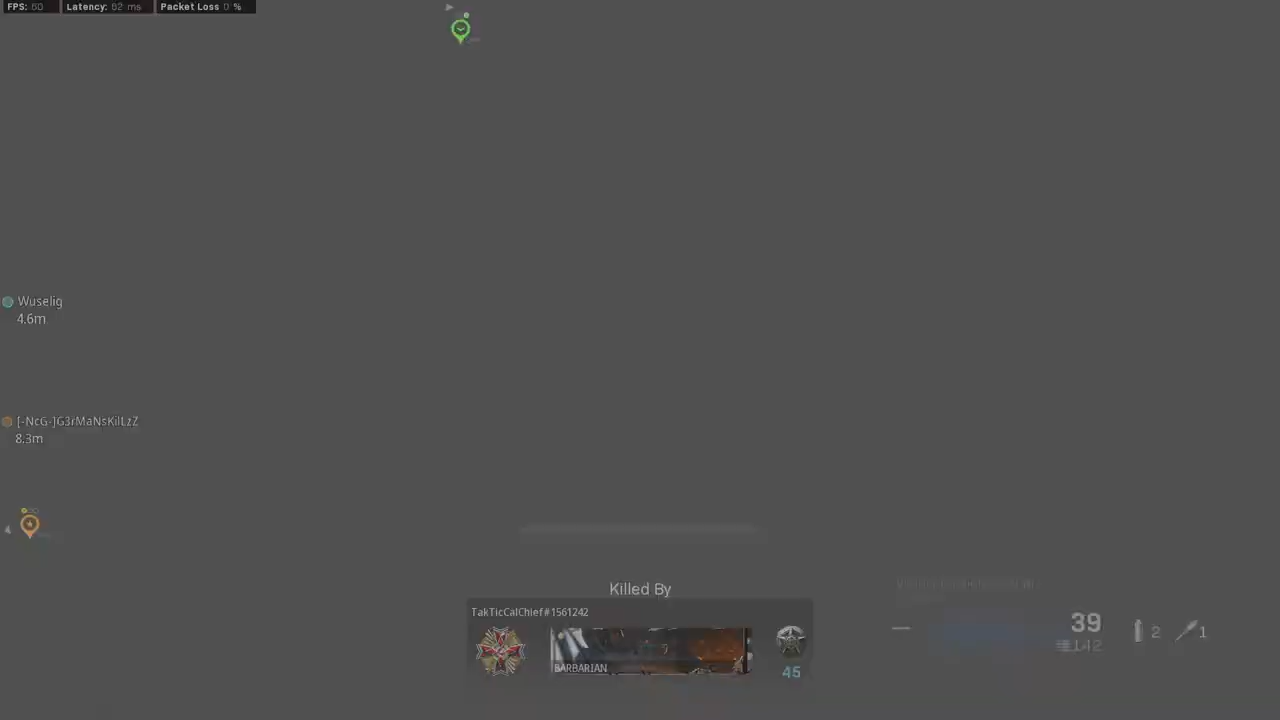 FPS: 60 Latency: 62 ms Packet Loss 0 %
Wuselig
4.6m
[-NcG-]G3rMaNsKilLzZ
8.3m
Killed By
TakTicCalChief#1561242
BARBARIAN
45
39
142
2
1